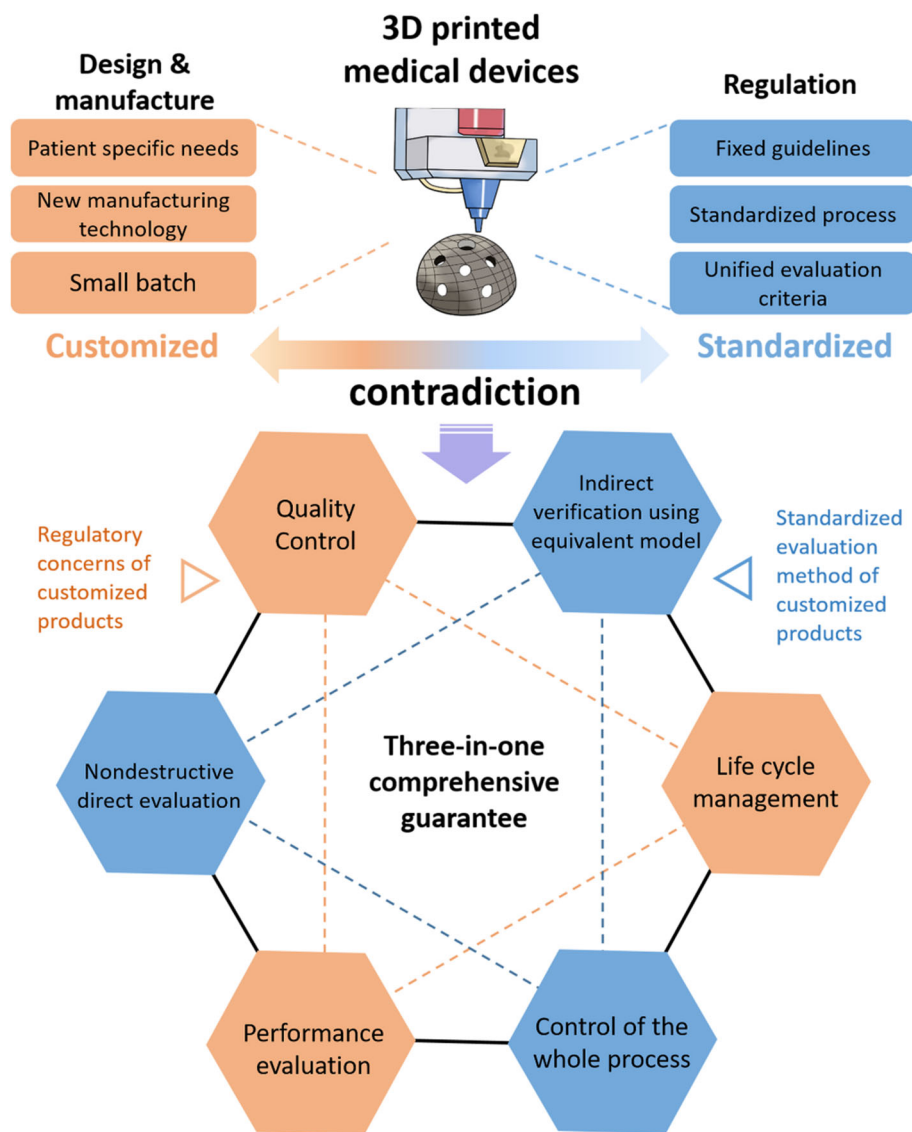 3D printed
medical devices
Design &
manufacture
Patient specific needs
New manufacturing
technology
Small batch
Customized
Regulation
Fixed guidelines
Standardized process
Unified evaluation
criteria
Standardized
contradiction
Quality
Control
Indirect
verification using
equivalent model
Regulatory
concerns of
customized
products
Standardized
evaluation
method of
customized
products
Nondestructive
direct evaluation
Three-in-one
comprehensive
guarantee
Life cycle
management
Performance
evaluation
Control of the
whole process